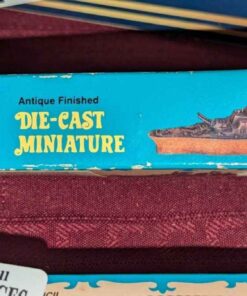 Antique Finished
DIE-CAST
MINIATURE